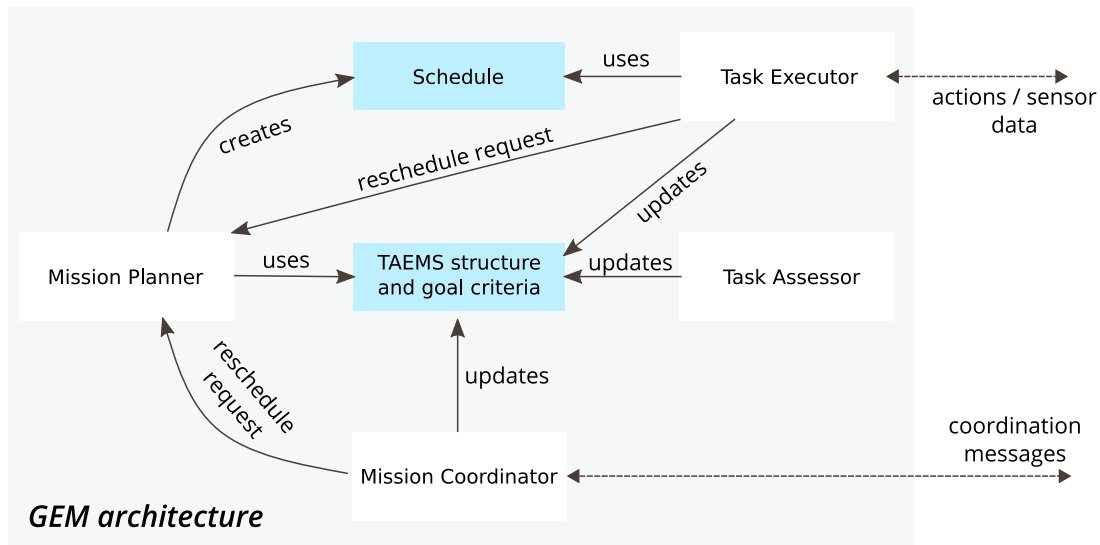 Schedule
uses
Task Executor
actions / sensor
data
creates
reschedule request
updates
Mission Planner
uses
TAEMS structure
and goal criteria
updates
Task Assessor
reschedule
request
updates
coordination
messages
Mission Coordinator
GEM architecture